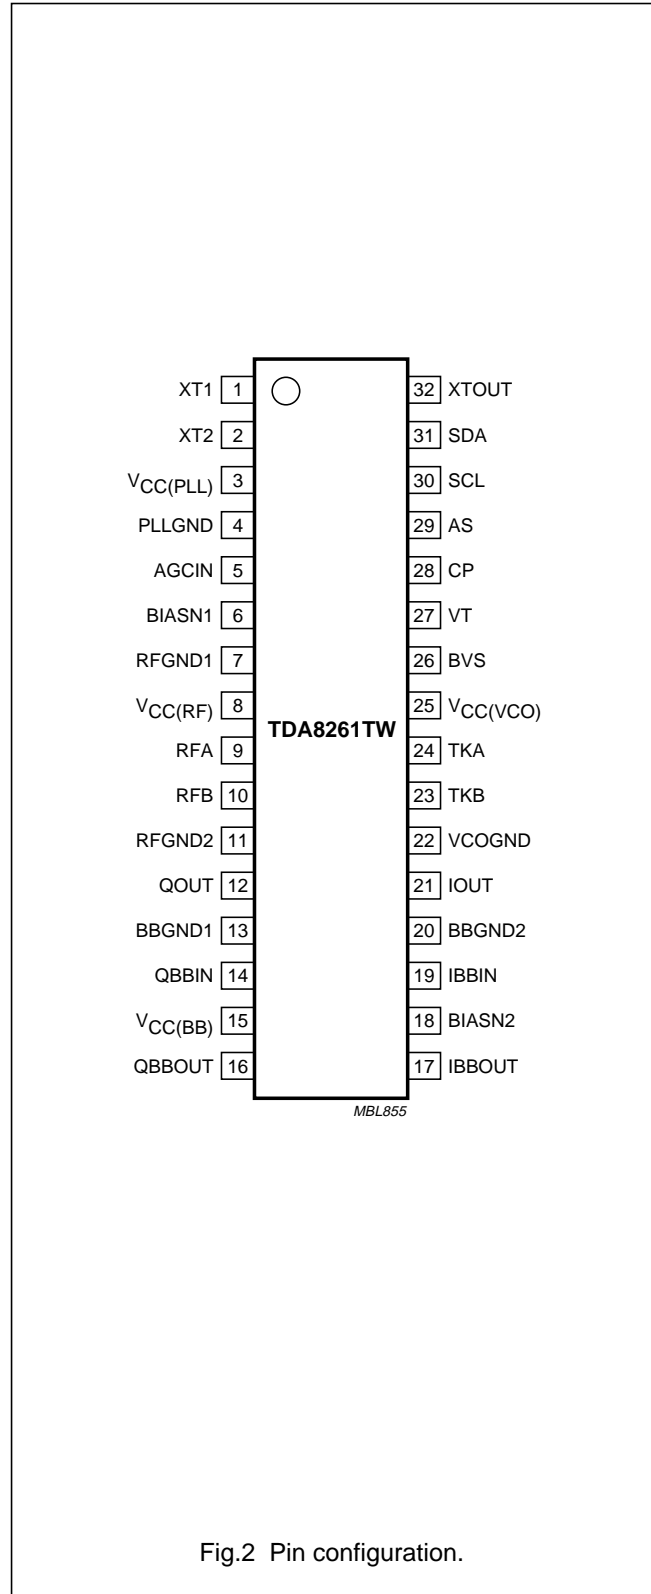 XT1 1 32 XTOUT
XT2 2 31 SDA
VCC(PLL) 3 30 SCL
PLLGND 4 29 AS
AGCIN 5 28 CP
BIASN1 6 27 VT
RFGND1 7 26 BVS
VCC(RF) 8 25 VCC(VCO)
TDA8261TW
RFA 9 24 TKA
RFB 10 23 TKB
RFGND2 11 22 VCOGND
QOUT 12 21 IOUT
BBGND1 13 20 BBGND2
QBBIN 14 19 IBBIN
VCC(BB) 15 18 BIASN2
QBBOUT 16 17 IBBOUT
MBL855
Fig.2 Pin configuration.